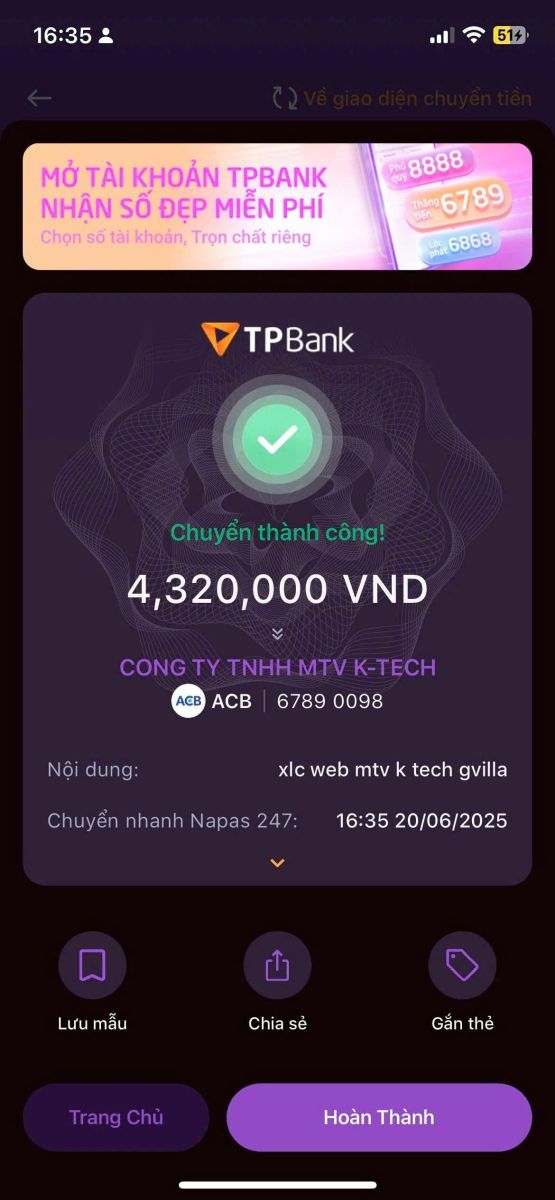 16:35
51
Về giao diện chuyển tiền
MỞ TÀI KHOẢN TPBANK
NHẬN SỐ ĐẸP MIỄN PHÍ
Chọn số tài khoản, Trọn chất riêng
Phú quý 8888
Thăng tiến 6789
Lộc phát 6868
TPBank
Chuyển thành công!
4,320,000 VND
CONG TY TNHH MTV K-TECH
ACB ACB | 6789 0098
Nội dung: xlc web mtv k tech gvilla
Chuyển nhanh Napas 247: 16:35 20/06/2025
Lưu mẫu Chia sẻ Gắn thẻ
Trang Chủ Hoàn Thành